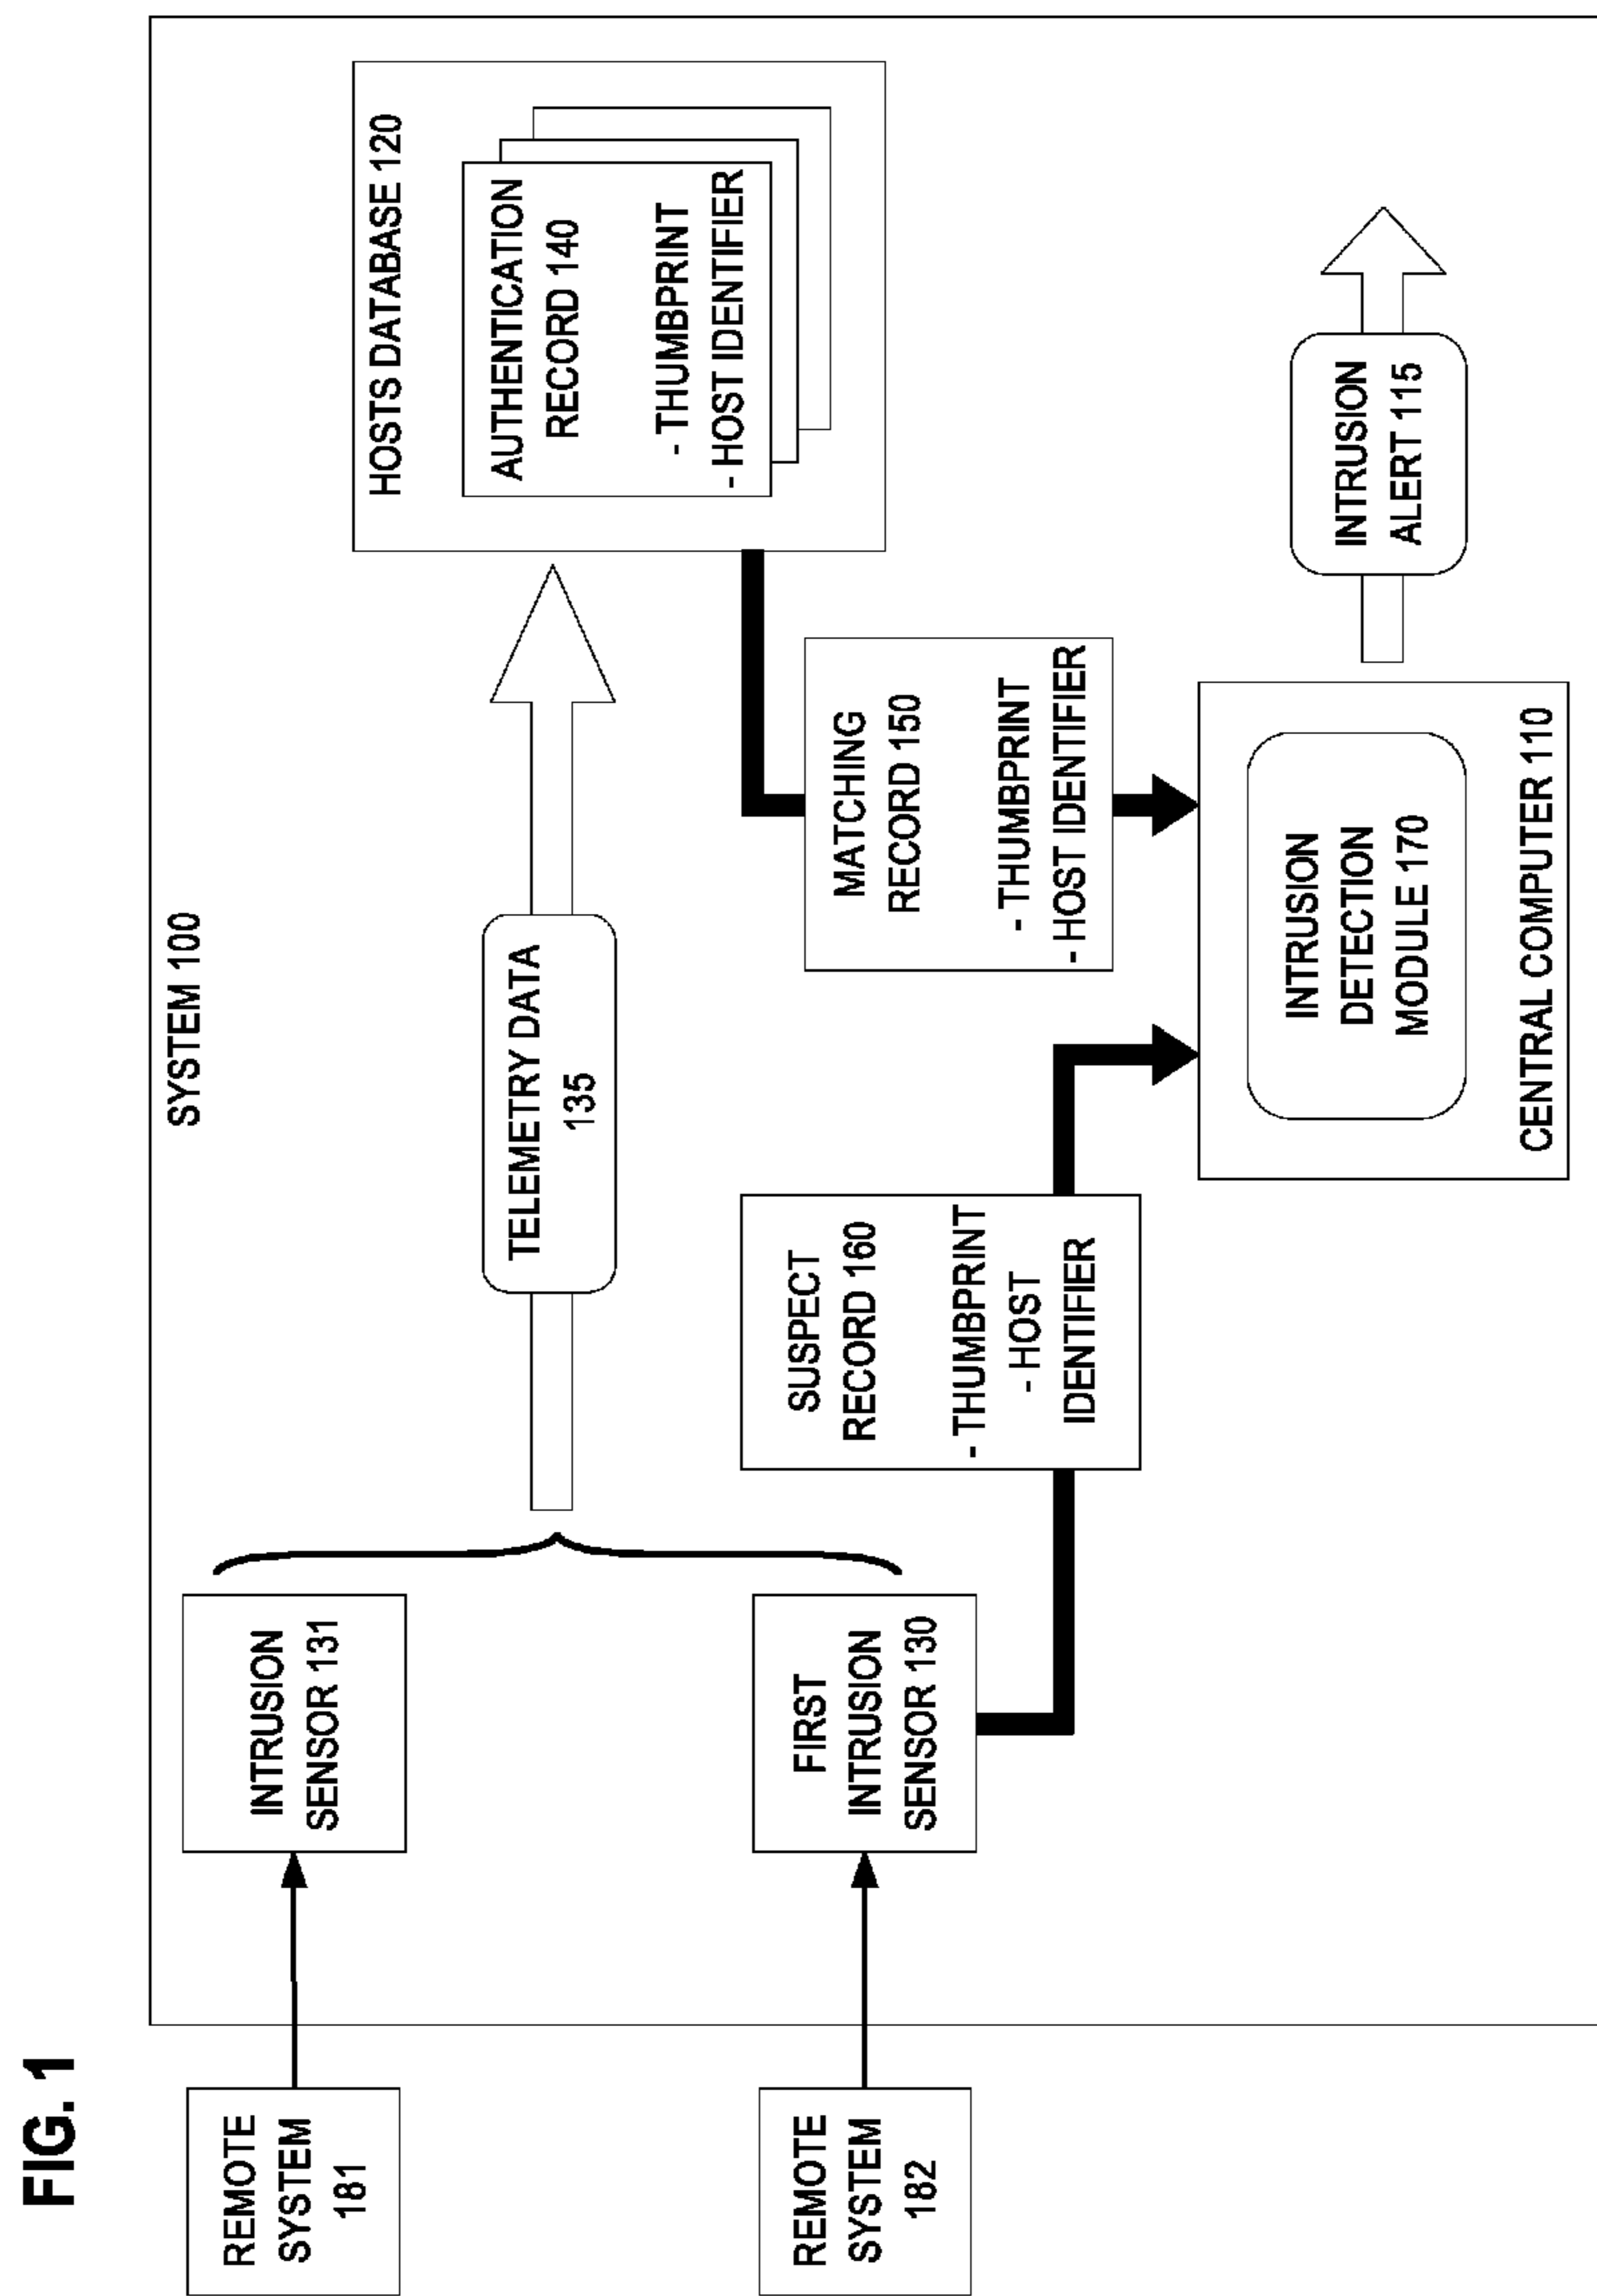 FIG. 1
SYSTEM 100
REMOTE
SYSTEM
181
INTRUSION
SENSOR 131
TELEMETRY DATA
135
HOSTS DATABASE 120
AUTHENTICATION
RECORD 140
- THUMBPRINT
- HOST IDENTIFIER
REMOTE
SYSTEM
182
FIRST
INTRUSION
SENSOR 130
SUSPECT
RECORD 160
- THUMBPRINT
- HOST
IDENTIFIER
MATCHING
RECORD 150
- THUMBPRINT
- HOST IDENTIFIER
INTRUSION
DETECTION
MODULE 170
CENTRAL COMPUTER 110
INTRUSION
ALERT 115